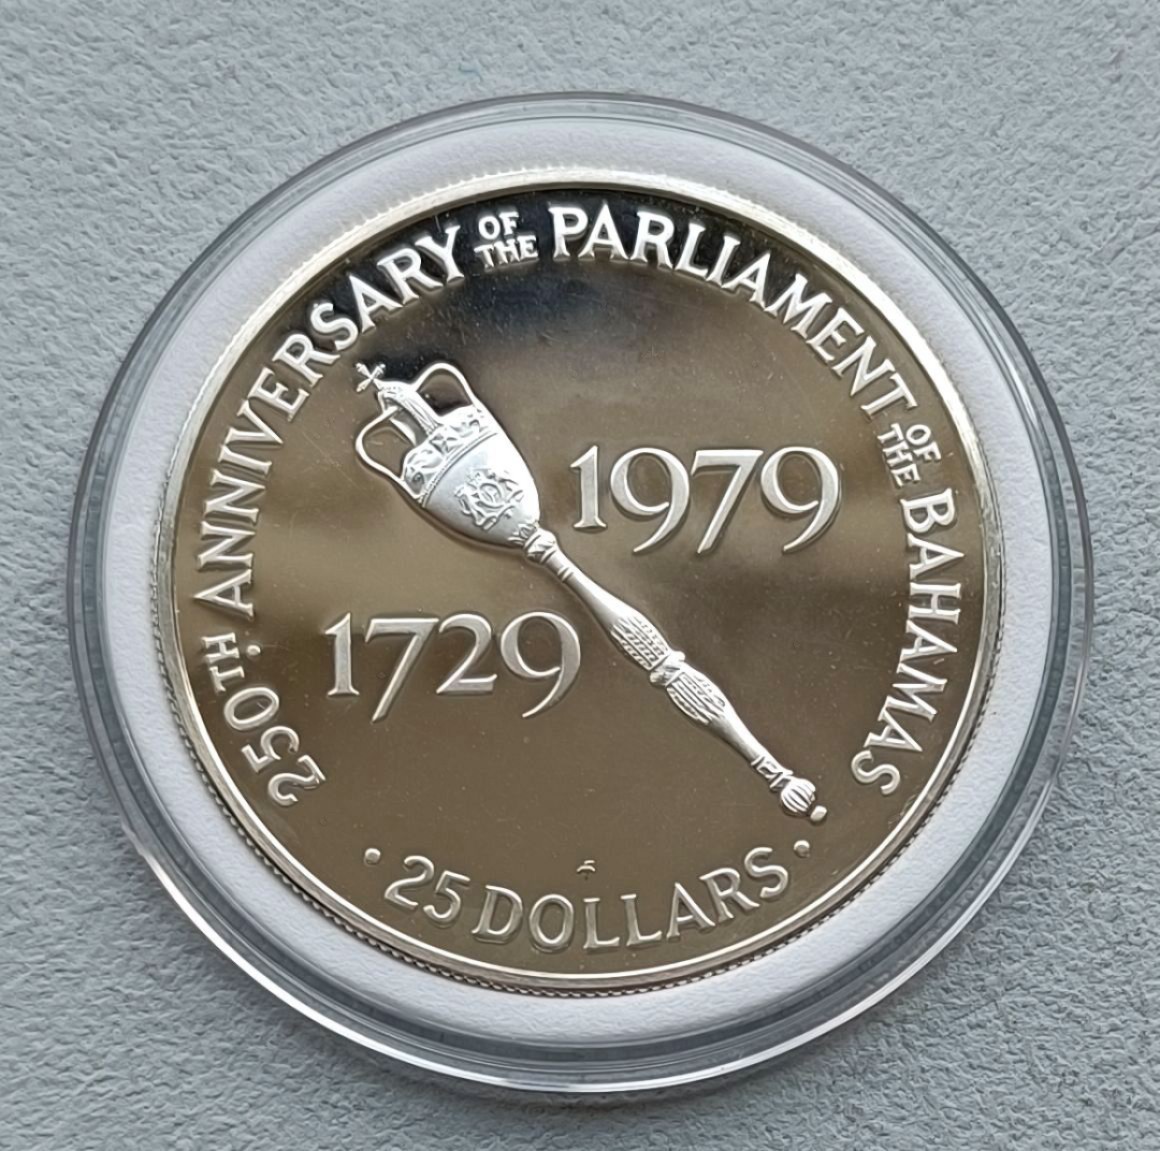 250TH ANNIVERSARY OF THE PARLIAMENT OF THE BAHAMAS
1979
1729
· 25 DOLLARS ·